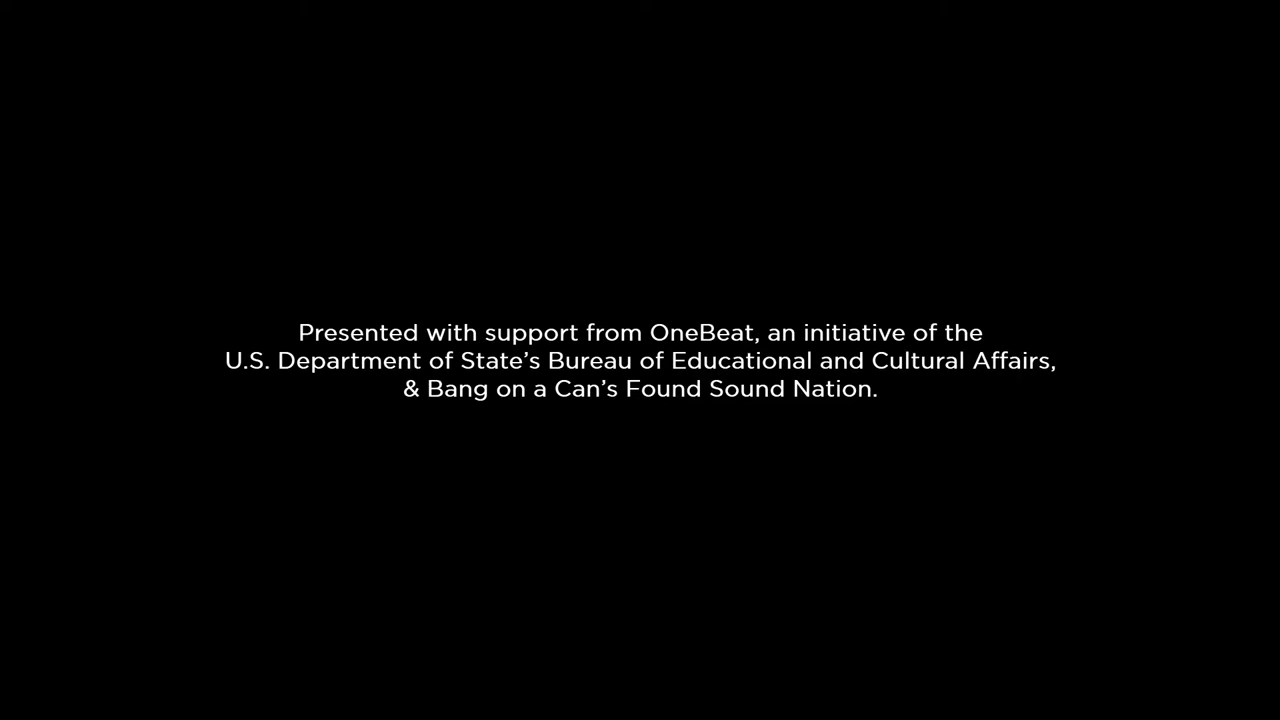 Presented with support from OneBeat, an initiative of the
U.S. Department of State’s Bureau of Educational and Cultural Affairs,
& Bang on a Can’s Found Sound Nation.